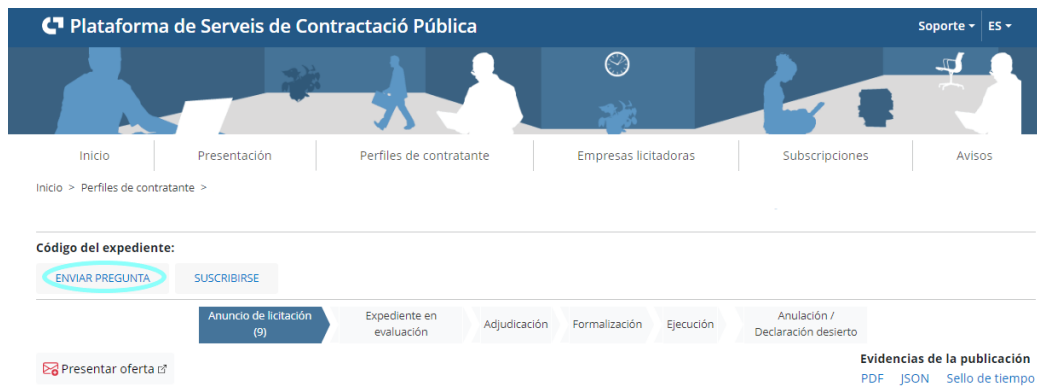 Plataforma de Serveis de Contractació Pública
Soporte ES
Inicio Presentación Perfiles de contratante Empresas licitadoras Subscripciones Avisos
Inicio > Perfiles de contratante >
Código del expediente:
ENVIAR PREGUNTA SUSCRIBIRSE
Anuncio de licitación (9)
Expediente en evaluación
Adjudicación
Formalización
Ejecución
Anulación / Declaración desierto
Presentar oferta
Evidencias de la publicación
PDF JSON Sello de tiempo